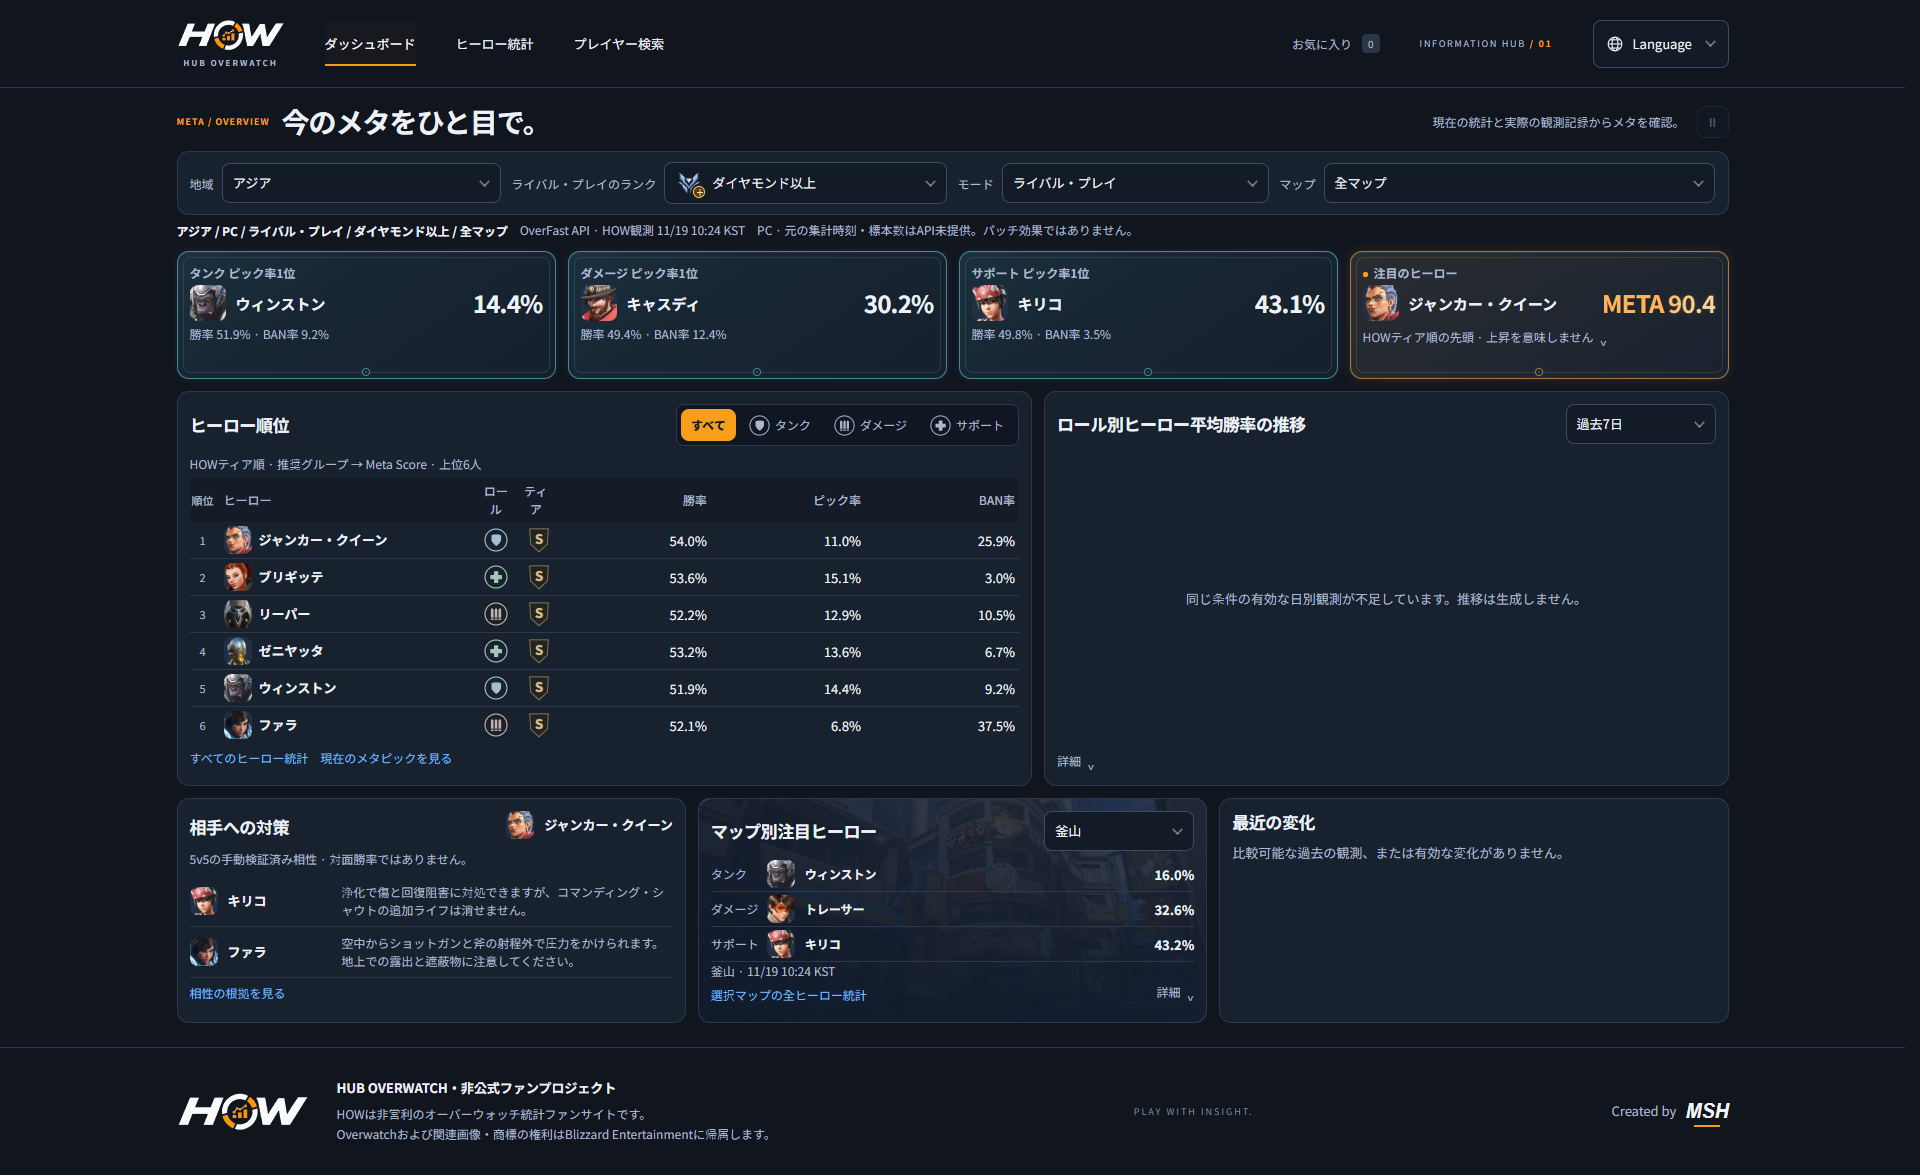 HOW
HUB OVERWATCH
ダッシュボード
ヒーロー統計
プレイヤー検索
お気に入り 0
INFORMATION HUB / 01
Language
META / OVERVIEW
今のメタをひと目で。
現在の統計と実際の観測記録からメタを確認。
地域
アジア
ライバル・プレイのランク
ダイヤモンド以上
モード
ライバル・プレイ
マップ
全マップ
アジア / PC / ライバル・プレイ / ダイヤモンド以上 / 全マップ OverFast API · HOW観測 11/19 10:24 KST PC · 元の集計時刻・標本数はAPI未提供。パッチ効果ではありません。
タンク ピック率1位
ウィンストン 14.4%
勝率 51.9% · BAN率 9.2%
ダメージ ピック率1位
キャスディ 30.2%
勝率 49.4% · BAN率 12.4%
サポート ピック率1位
キリコ 43.1%
勝率 49.8% · BAN率 3.5%
注目のヒーロー
ジャンカー・クイーン META 90.4
HOWティア順の先頭 · 上昇を意味しません
ヒーロー順位
すべて タンク ダメージ サポート
HOWティア順 · 推奨グループ → Meta Score · 上位6人
順位 ヒーロー ロール ティア 勝率 ピック率 BAN率
1 ジャンカー・クイーン S 54.0% 11.0% 25.9%
2 ブリギッテ S 53.6% 15.1% 3.0%
3 リーパー S 52.2% 12.9% 10.5%
4 ゼニヤッタ S 53.2% 13.6% 6.7%
5 ウィンストン S 51.9% 14.4% 9.2%
6 ファラ S 52.1% 6.8% 37.5%
すべてのヒーロー統計 現在のメタピックを見る
ロール別ヒーロー平均勝率の推移
過去7日
同じ条件の有効な日別観測が不足しています。推移は生成しません。
詳細
相手への対策
ジャンカー・クイーン
5v5の手動検証済み相性 · 対面勝率ではありません。
キリコ
浄化で傷と回復阻害に対処できますが、コマンディング・シ
ャウトの追加ライフは消せません。
ファラ
空中からショットガンと斧の射程外で圧力をかけられます。
地上での露出と遮蔽物に注意してください。
相性の根拠を見る
マップ別注目ヒーロー
釜山
タンク ウィンストン 16.0%
ダメージ トレーサー 32.6%
サポート キリコ 43.2%
釜山 · 11/19 10:24 KST
選択マップの全ヒーロー統計
詳細
最近の変化
比較可能な過去の観測、または有効な変化がありません。
HOW
HUB OVERWATCH・非公式ファンプロジェクト
HOWは非営利のオーバーウォッチ統計ファンサイトです。
Overwatchおよび関連画像・商標の権利はBlizzard Entertainmentに帰属します。
PLAY WITH INSIGHT.
Created by MSH